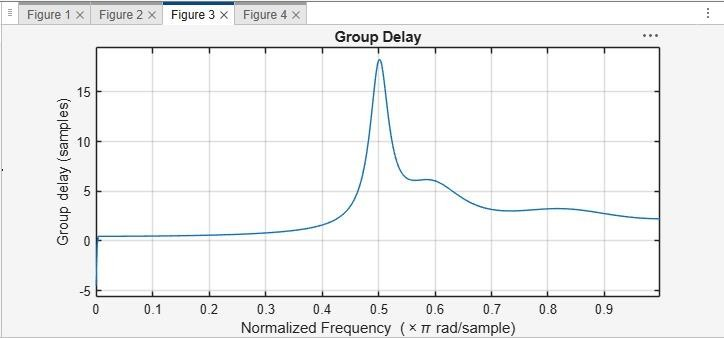 Figure 1 × Figure 2 × Figure 3 × Figure 4 ×
Group Delay
Group delay (samples)
15
10
5
0
-5
0 0.1 0.2 0.3 0.4 0.5 0.6 0.7 0.8 0.9
Normalized Frequency (× π rad/sample)